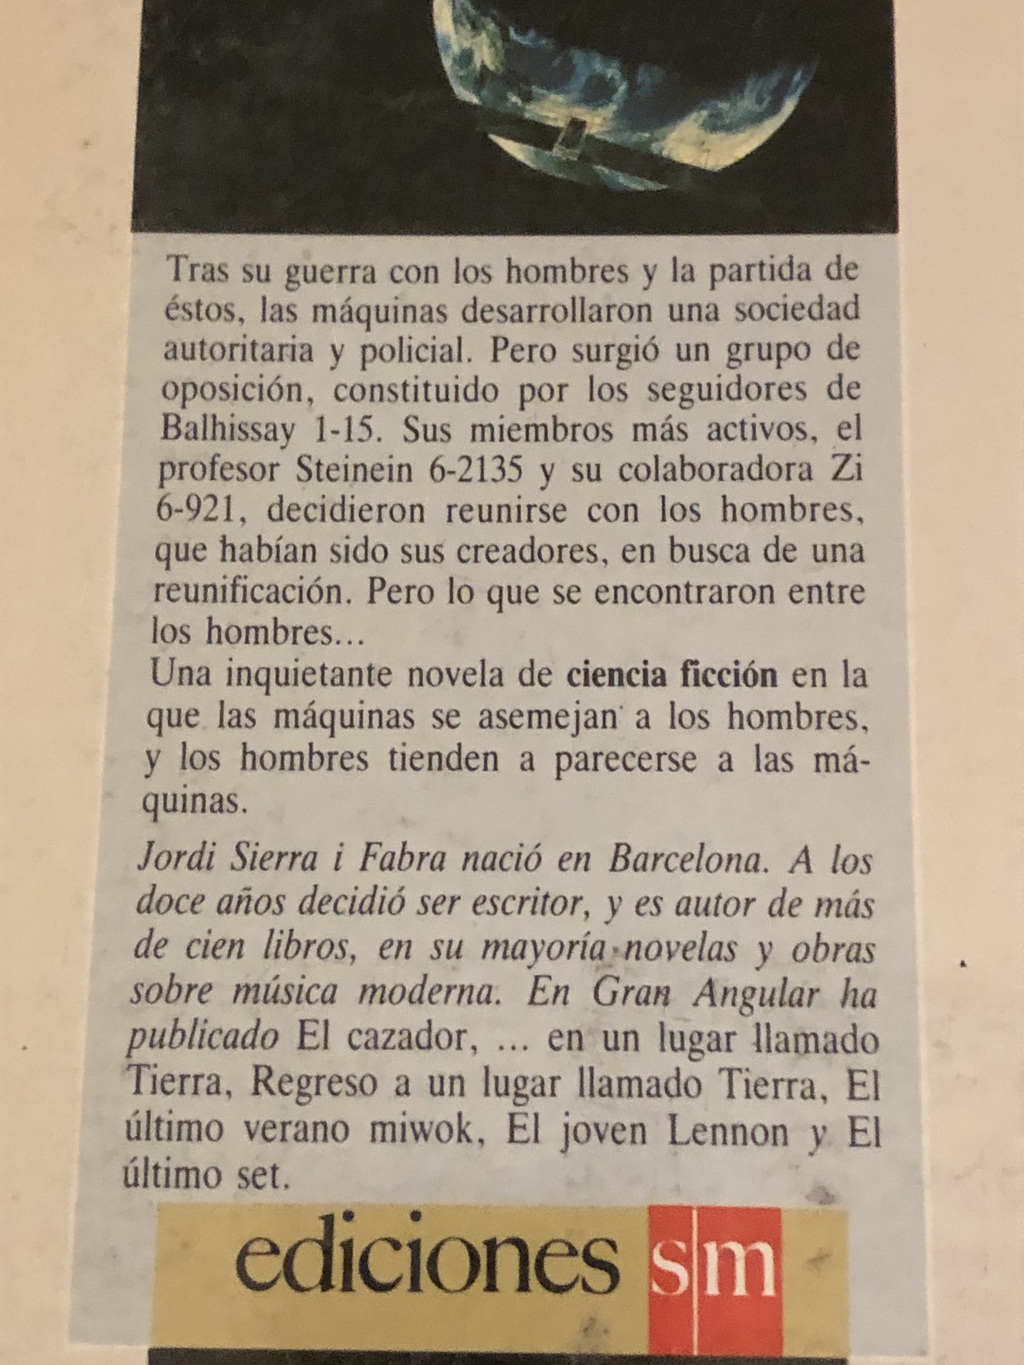 Tras su guerra con los hombres y la partida de
éstos, las máquinas desarrollaron una sociedad
autoritaria y policial. Pero surgió un grupo de
oposición, constituido por los seguidores de
Balhissay 1-15. Sus miembros más activos, el
profesor Steinein 6-2135 y su colaboradora Zi
6-921, decidieron reunirse con los hombres,
que habían sido sus creadores, en busca de una
reunificación. Pero lo que se encontraron entre
los hombres...
Una inquietante novela de ciencia ficción en la
que las máquinas se asemejan a los hombres,
y los hombres tienden a parecerse a las má-
quinas.
Jordi Sierra i Fabra nació en Barcelona. A los
doce años decidió ser escritor, y es autor de más
de cien libros, en su mayoría novelas y obras
sobre música moderna. En Gran Angular ha
publicado El cazador, ... en un lugar llamado
Tierra, Regreso a un lugar llamado Tierra, El
último verano miwok, El joven Lennon y El
último set.
ediciones sm